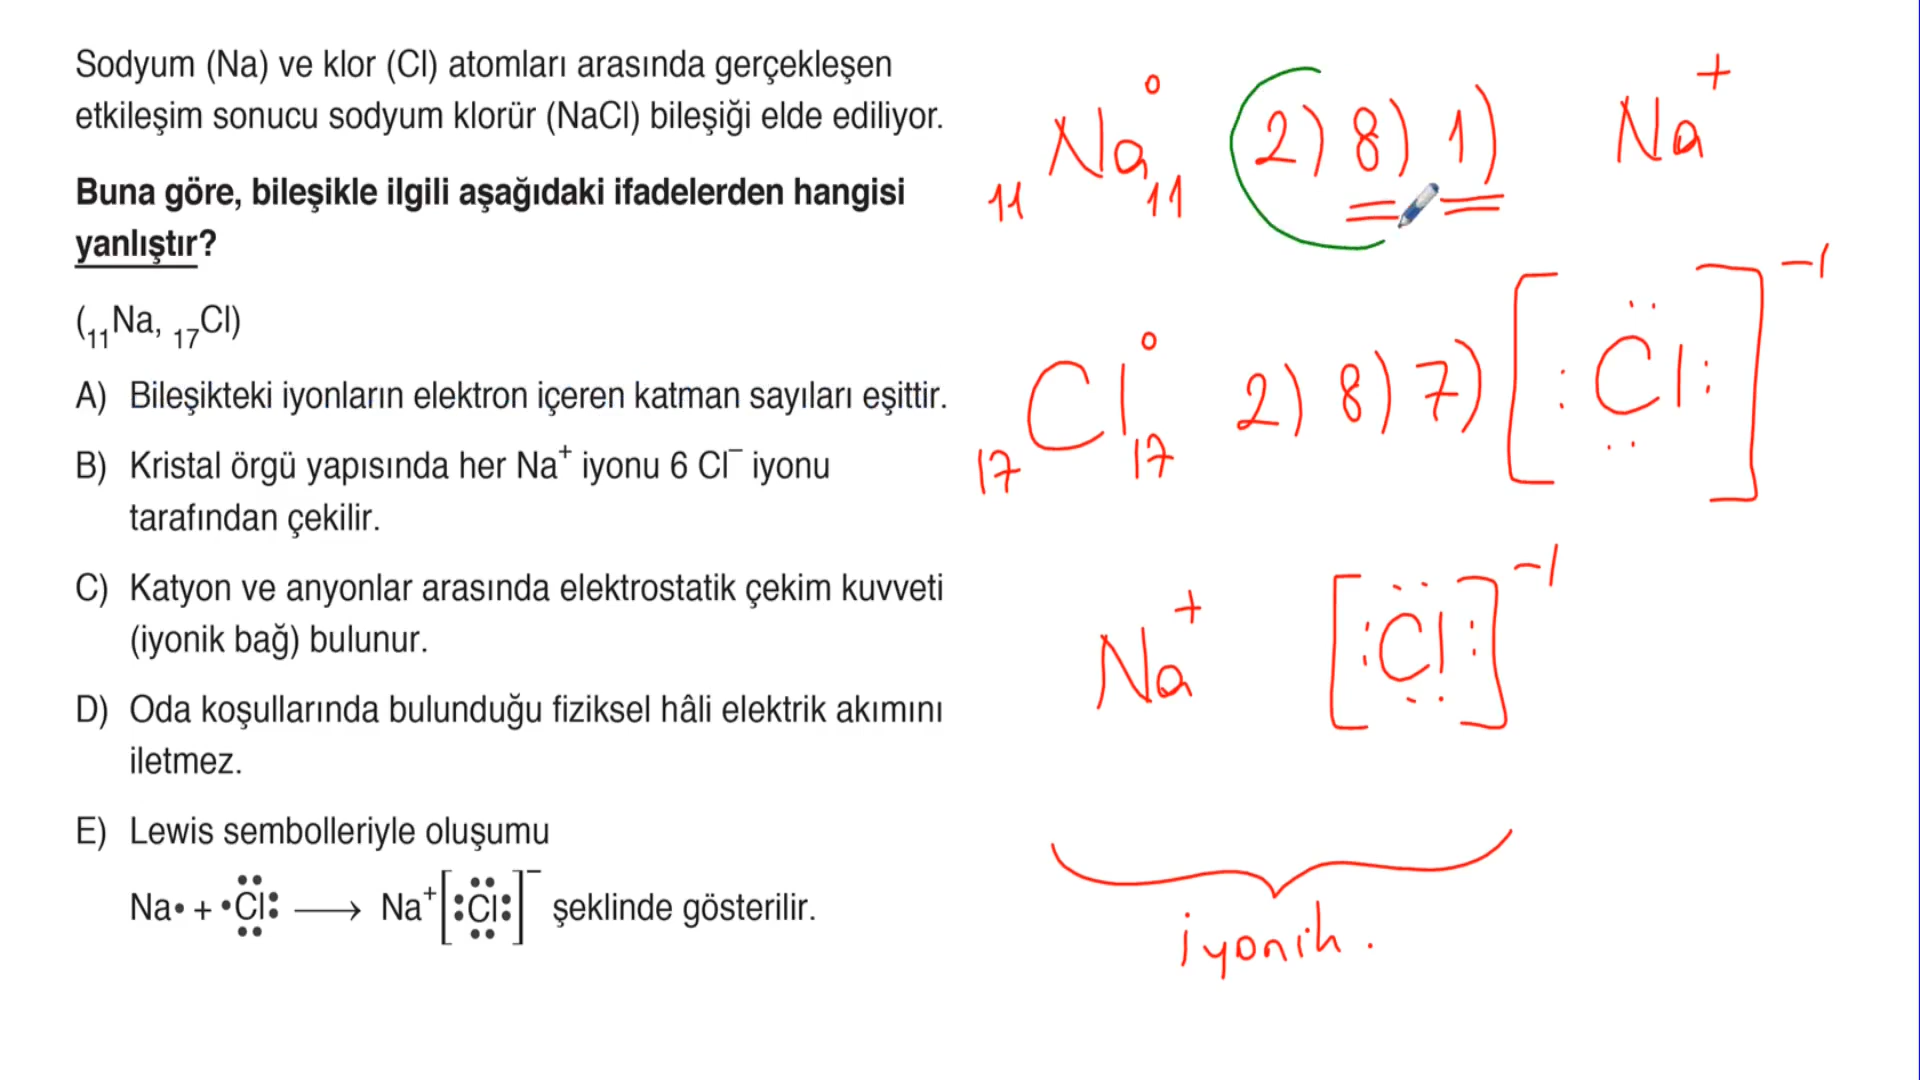 Sodyum (Na) ve klor (Cl) atomları arasında gerçekleşen
etkileşim sonucu sodyum klorür (NaCl) bileşiği elde ediliyor.
Buna göre, bileşikle ilgili aşağıdaki ifadelerden hangisi
yanlıştır?
(₁₁Na, ₁₇Cl)
A) Bileşikteki iyonların elektron içeren katman sayıları eşittir.
B) Kristal örgü yapısında her Na⁺ iyonu 6 Cl⁻ iyonu
tarafından çekilir.
C) Katyon ve anyonlar arasında elektrostatik çekim kuvveti
(iyonik bağ) bulunur.
D) Oda koşullarında bulunduğu fiziksel hâli elektrik akımını
iletmez.
E) Lewis sembolleriyle oluşumu
Na• + •Cl: ⟶ Na⁺[:Cl:]⁻ şeklinde gösterilir.
₁₁Na⁰₁₁ 2) 8) 1) Na⁺
₁₇Cl⁰₁₇ 2) 8) 7) [:Cl:]⁻¹
Na⁺ [:Cl:]⁻¹
iyonik.